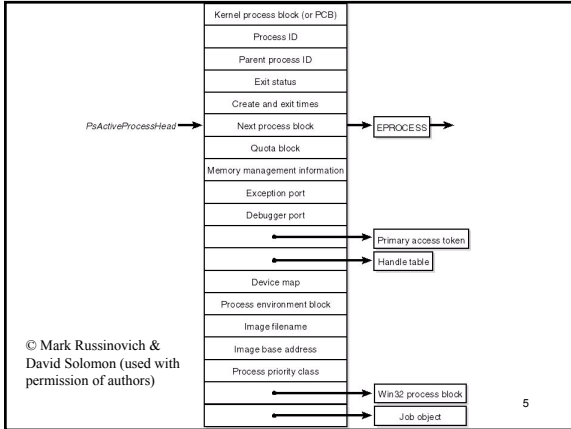 Kernel process block (or PCB)
Process ID
Parent process ID
Exit status
Create and exit times
PsActiveProcessHead
Next process block
EPROCESS
Quota block
Memory management information
Exception port
Debugger port
Primary access token
Handle table
Device map
Process environment block
Image filename
Image base address
Process priority class
Win32 process block
Job object
© Mark Russinovich &
David Solomon (used with
permission of authors)
5